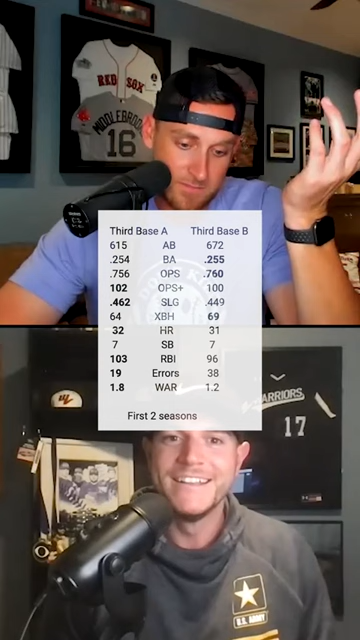 RED SOX
MIDDLEBROOKS
16
Third Base A Third Base B
615 AB 672
.254 BA .255
.756 OPS .760
102 OPS+ 100
.462 SLG .449
64 XBH 69
32 HR 31
7 SB 7
103 RBI 96
19 Errors 38
1.8 WAR 1.2
First 2 seasons
WARRIORS
17
U.S. ARMY